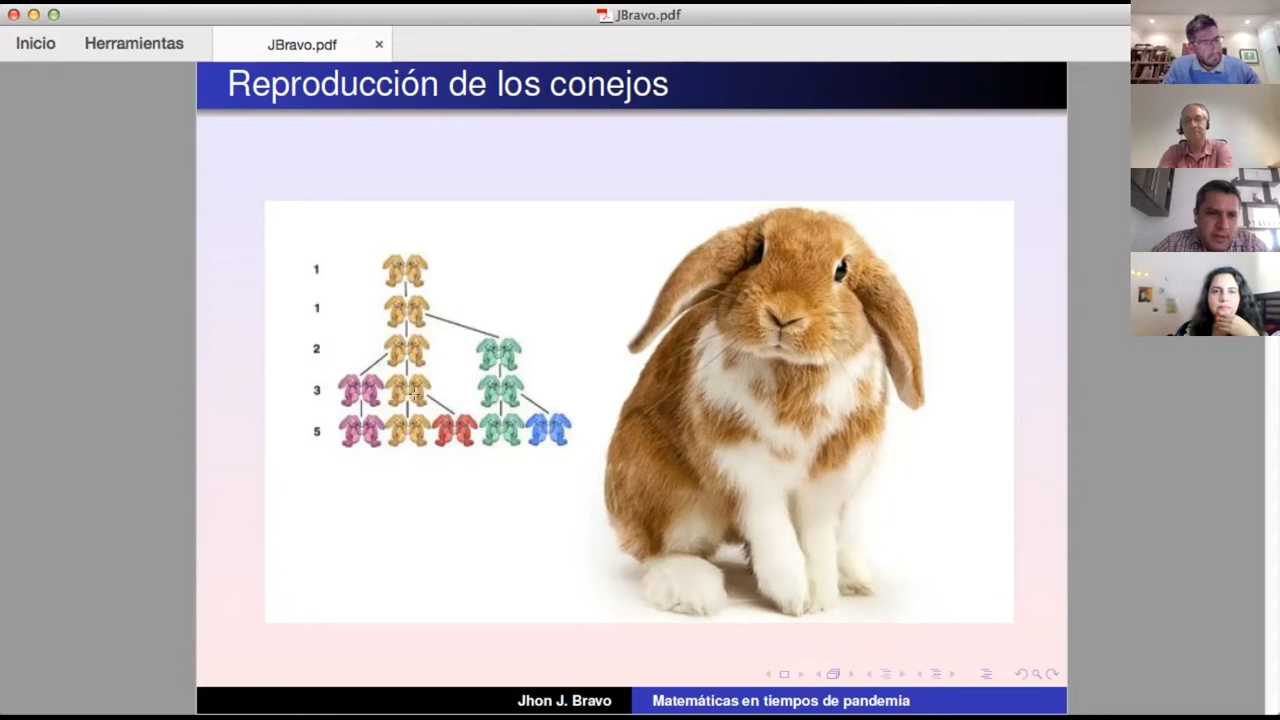 JBravo.pdf
Inicio
Herramientas
JBravo.pdf
Reproducción de los conejos
1
1
2
3
5
Jhon J. Bravo
Matemáticas en tiempos de pandemia